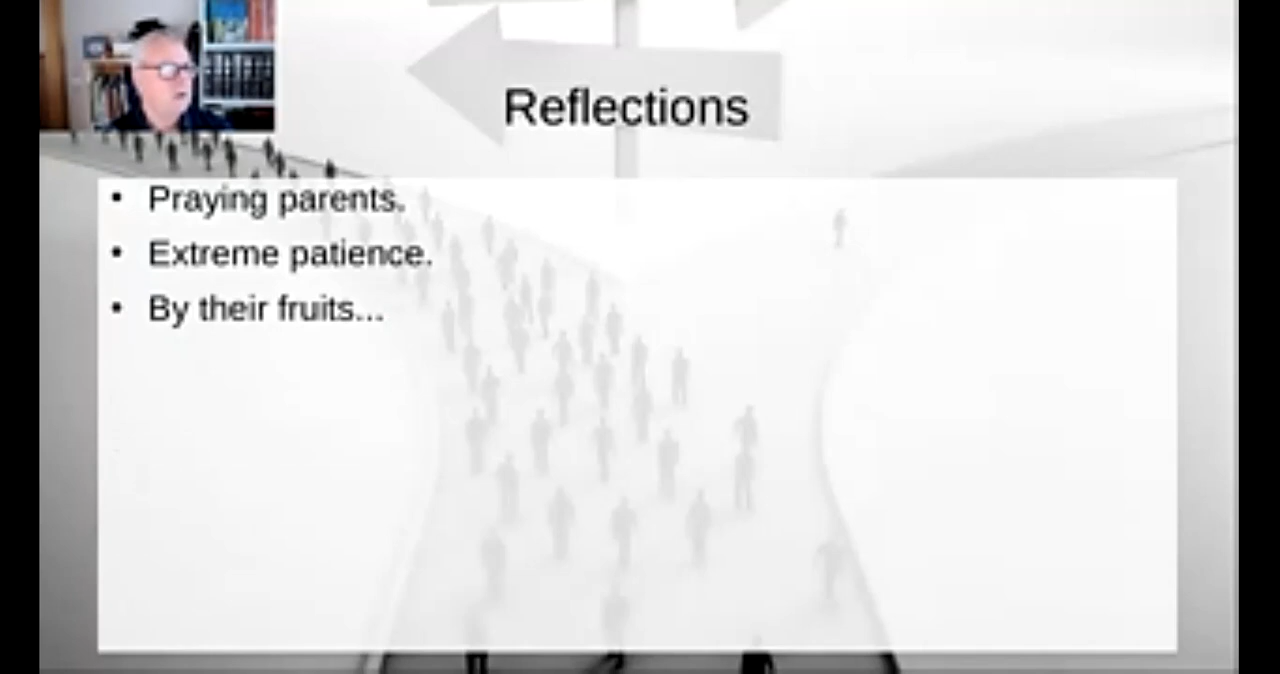 Reflections
• Praying parents.
• Extreme patience.
• By their fruits...